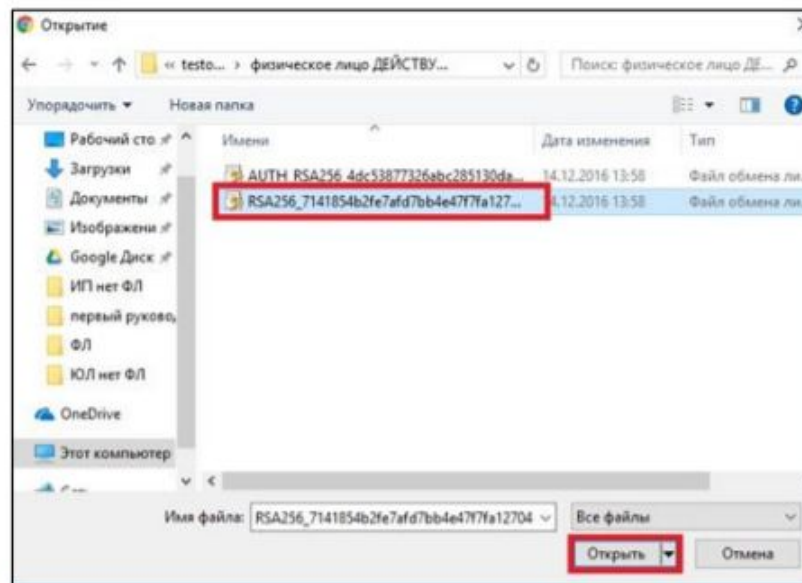 Открытие
« testo... › физическое лицо ДЕЙСТВУ...
Поиск: физическое лицо ДЕ...
Упорядочить
Новая папка
Имени
Дата изменения
Тип
Рабочий сто
Загрузки
Документы
Изображени
Google Диск
ИП нет ФЛ
первый руково,
ФЛ
ЮЛ нет ФЛ
OneDrive
Этот компьютер
AUTH_RSA256_4dc53877326abc285130da... 14.12.2016 13:58 Файл обмена ли
RSA256_7141854b2fe7afd7bb4e47f7fa127... 4.12.2016 13:58 Файл обмена ли
Имя файла: RSA256_7141854b2fe7afd7bb4e47f7fa12704
Все файлы
Открыть
Отмена